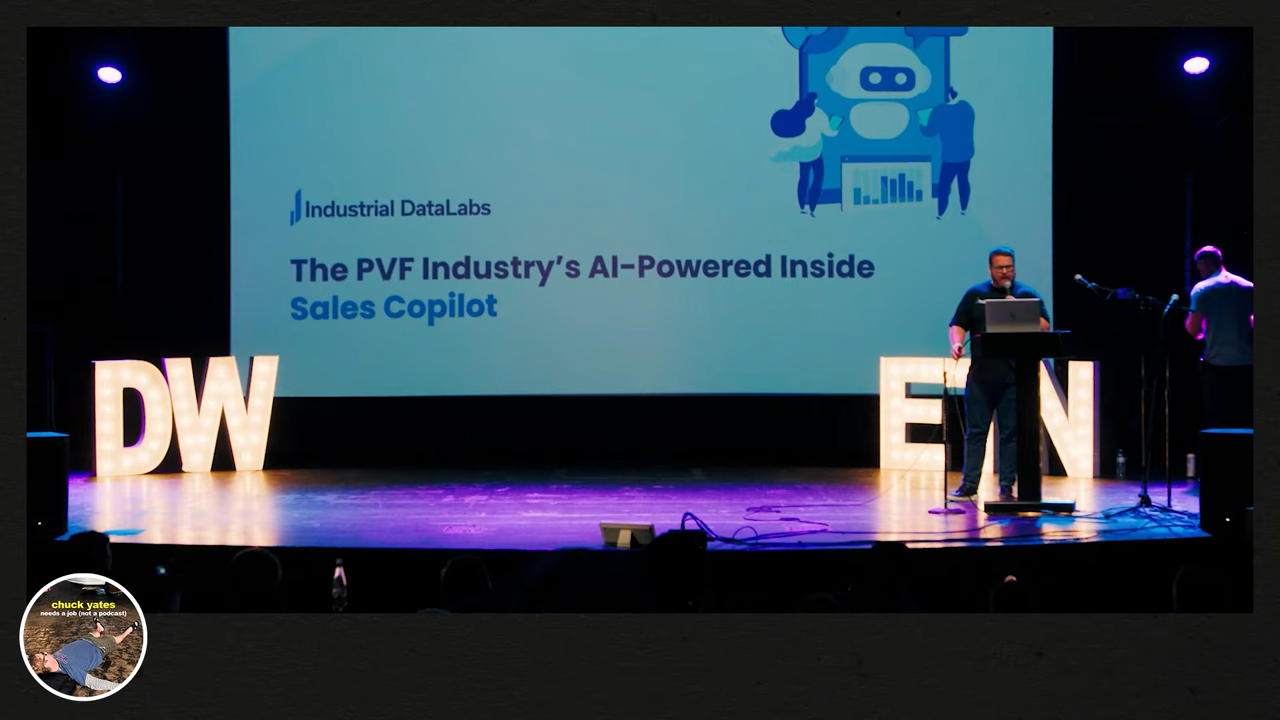 Industrial DataLabs
The PVF Industry's AI-Powered Inside
Sales Copilot
DW
E N
chuck yates
needs a job (not a podcast)